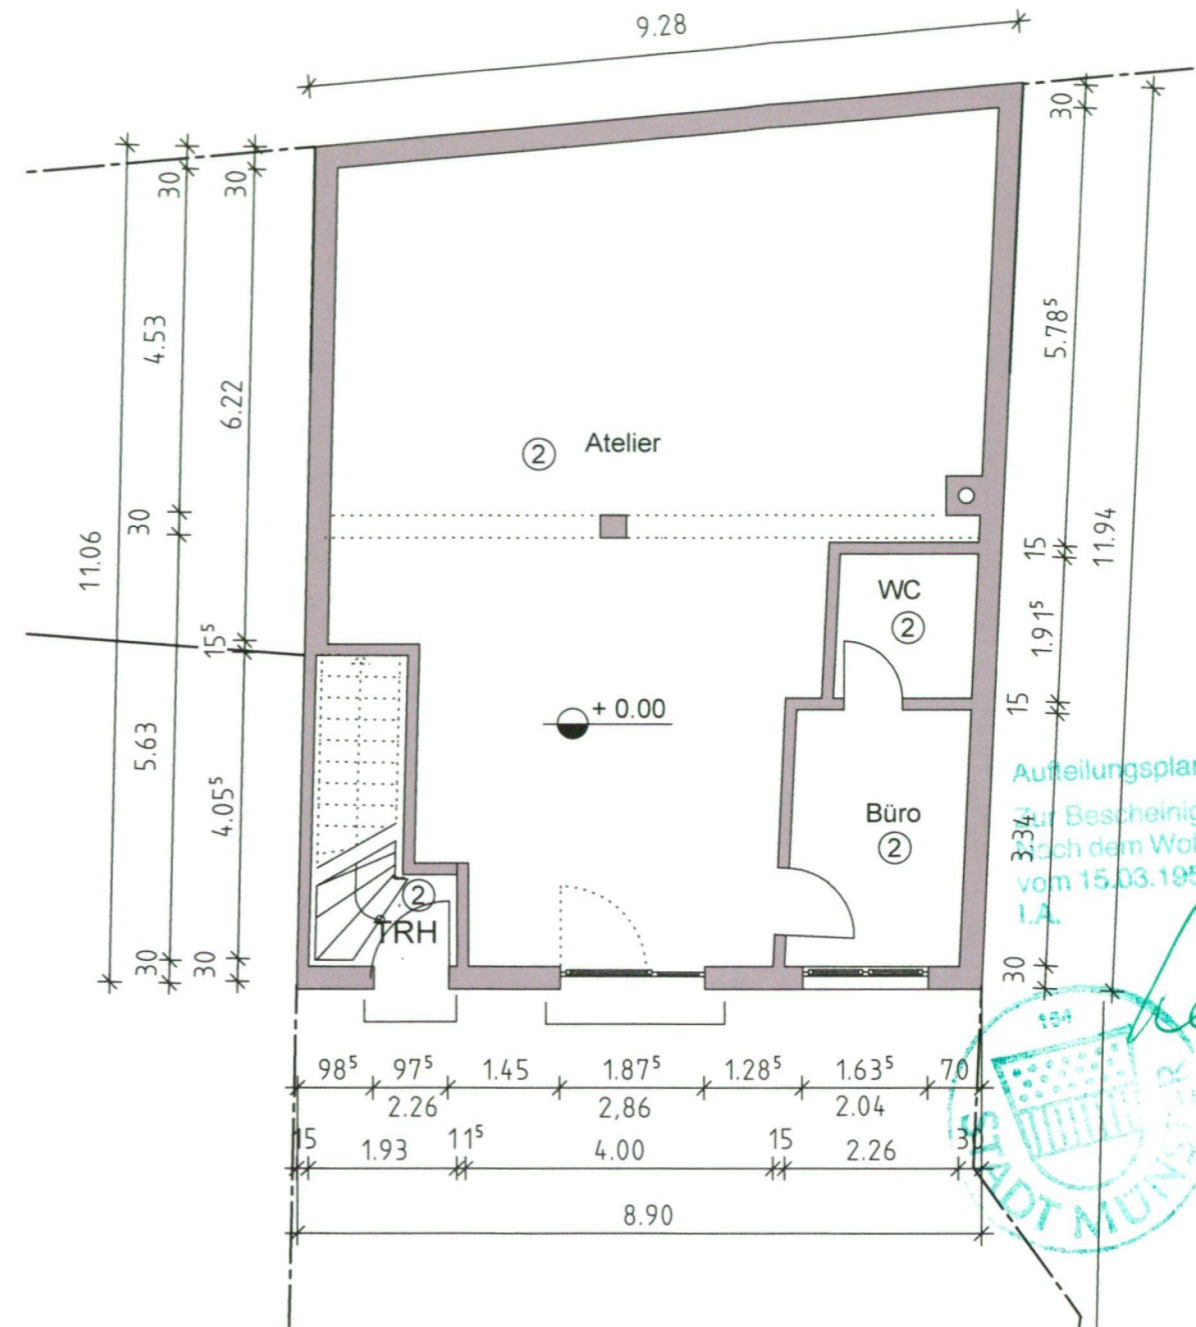 9.28
30
30
30
4.53
5.78⁵
6.22
Atelier
2
30
11.06
11.94
15
WC
2
1.91⁵
15⁵
+ 0.00
15
5.63
4.05⁵
Aufteilungsplan
Zur Bescheinig
Büro
3.34
2
Nach dem Woh
vom 15.03.195
I.A.
2
TRH
30
30
30
164
98⁵ 97⁵ 1.45 1.87⁵ 1.28⁵ 1.63⁵ 70
2.26 2,86 2.04
15 1.93 11⁵ 4.00 15 2.26
8.90
STADT MÜNSTER